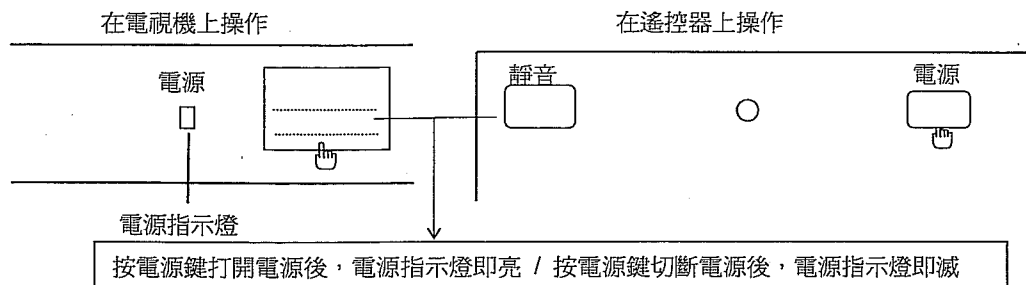 在電視機上操作
在遙控器上操作
電源
靜音
電源
電源指示燈
按電源鍵打開電源後，電源指示燈即亮 / 按電源鍵切斷電源後，電源指示燈即滅